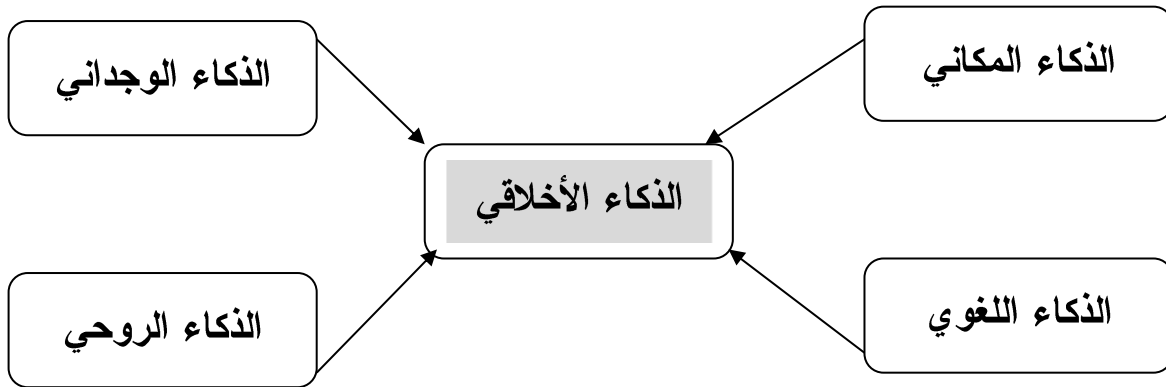 الذكاء المكاني
الذكاء الوجداني
الذكاء الأخلاقي
الذكاء اللغوي
الذكاء الروحي